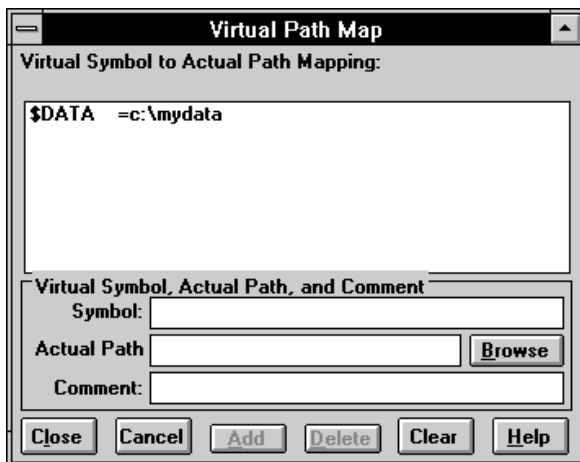 Virtual Path Map
Virtual Symbol to Actual Path Mapping:
$DATA =c:\mydata
Virtual Symbol, Actual Path, and Comment
Symbol:
Actual Path Browse
Comment:
Close Cancel Add Delete Clear Help